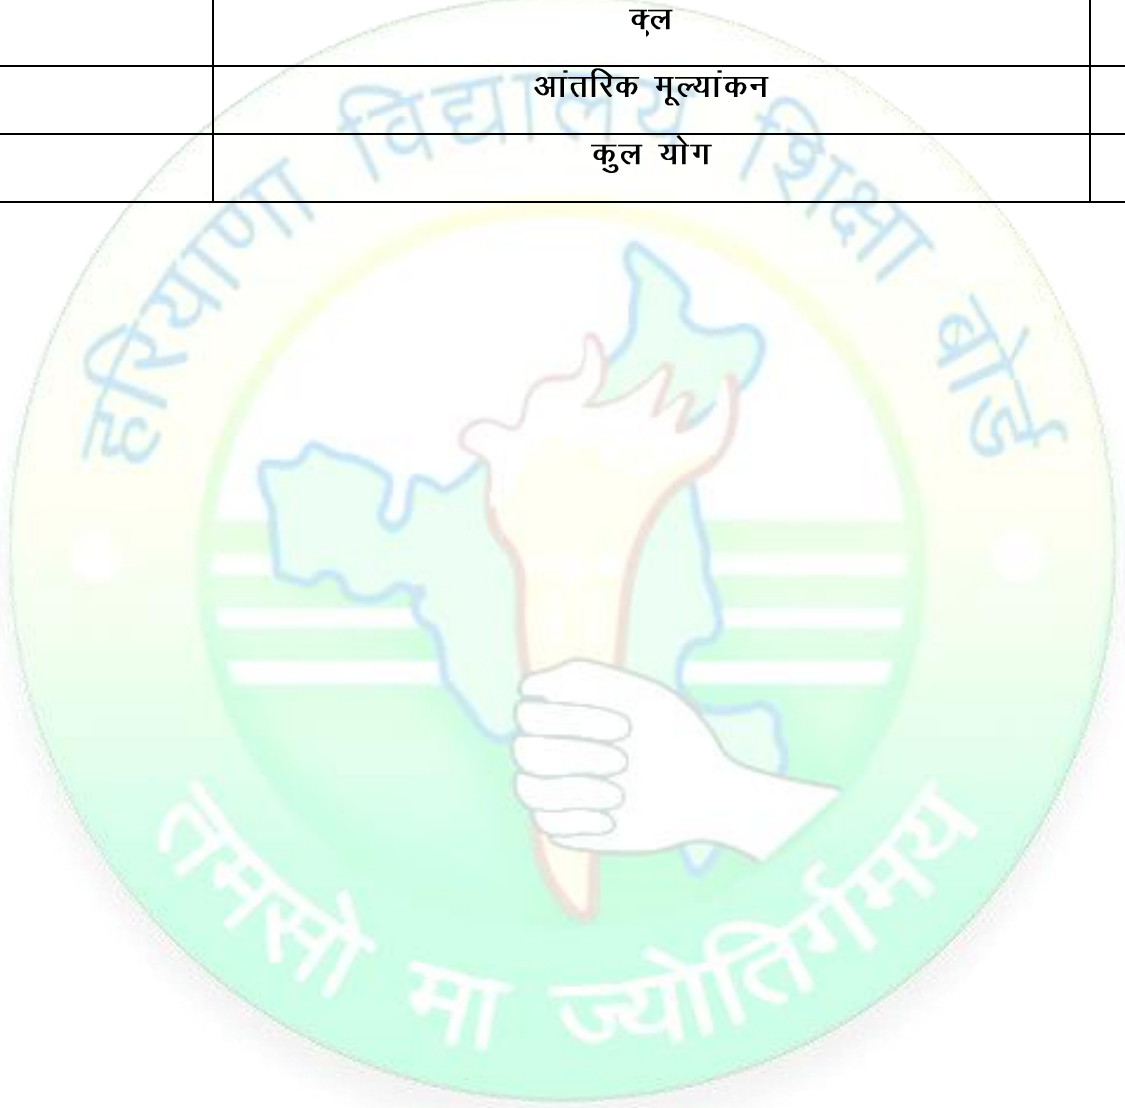 क्ल
आंतरिक मूल्यांकन
कुल योग
हरियाणा विद्यालय शिक्षा बोर्ड
तमसो मा ज्योतिर्गमय